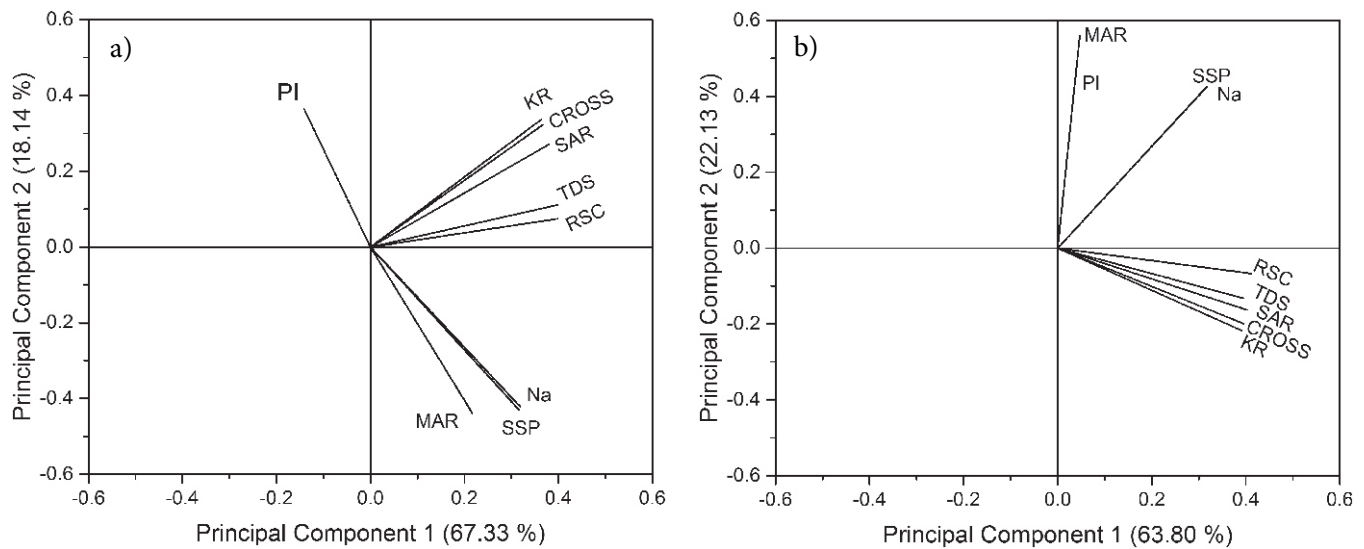 a)
0.6
0.4
0.2
0.0
-0.2
-0.4
-0.6
-0.6
-0.4
-0.2
0.0
0.2
0.4
0.6
Principal Component 2 (18.14 %)
Principal Component 1 (67.33 %)
PI
KR
CROSS
SAR
TDS
RSC
Na
MAR
SSP
b)
0.6
0.4
0.2
0.0
-0.2
-0.4
-0.6
-0.6
-0.4
-0.2
0.0
0.2
0.4
0.6
Principal Component 2 (22.13 %)
Principal Component 1 (63.80 %)
MAR
PI
SSP
Na
RSC
TDS
SAR
CROSS
KR